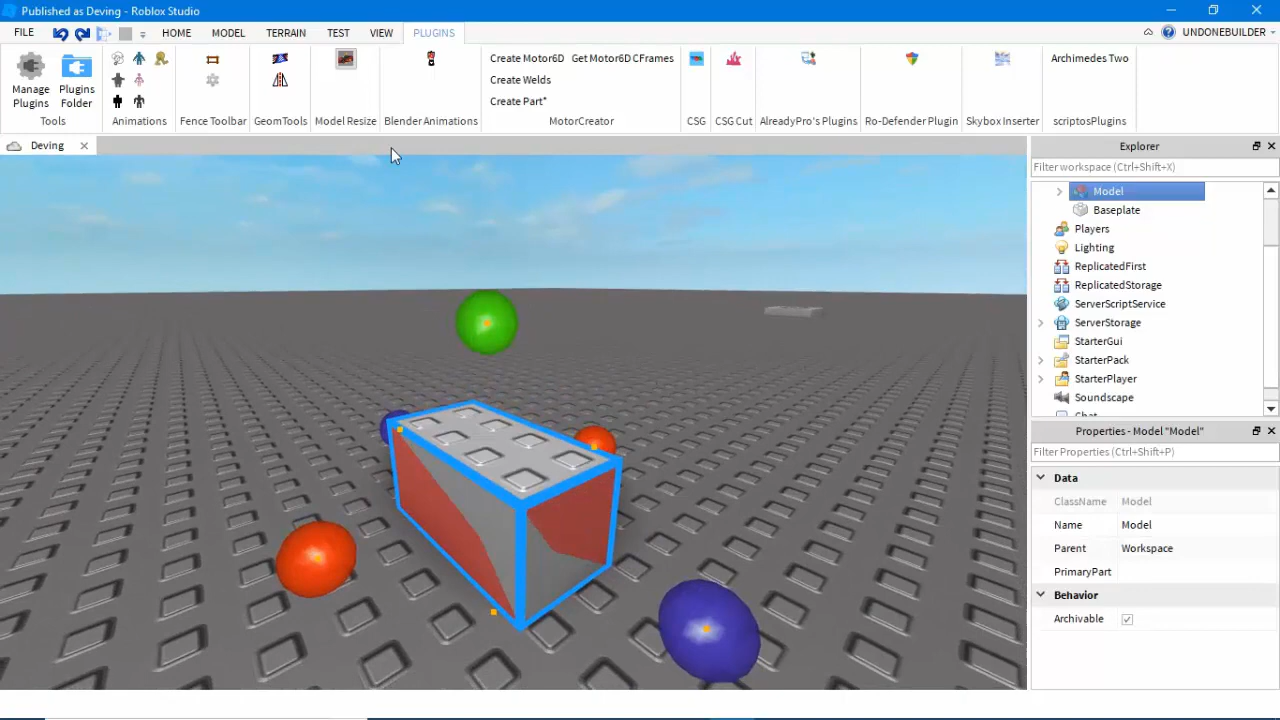 Published as Deving - Roblox Studio
FILE HOME MODEL TERRAIN TEST VIEW PLUGINS UNDONEBUILDER
Create Motor6D Get Motor6D CFrames Archimedes Two
Manage Plugins Plugins Folder Create Welds
Create Part*
Tools Animations Fence Toolbar GeomTools Model Resize Blender Animations MotorCreator CSG CSG Cut AlreadyPro's Plugins Ro-Defender Plugin Skybox Inserter scriptosPlugins
Deving Explorer
Filter workspace (Ctrl+Shift+X)
Model
Baseplate
Players
Lighting
ReplicatedFirst
ReplicatedStorage
ServerScriptService
ServerStorage
StarterGui
StarterPack
StarterPlayer
Soundscape
Chat
Properties - Model "Model"
Filter Properties (Ctrl+Shift+P)
Data
ClassName Model
Name Model
Parent Workspace
PrimaryPart
Behavior
Archivable